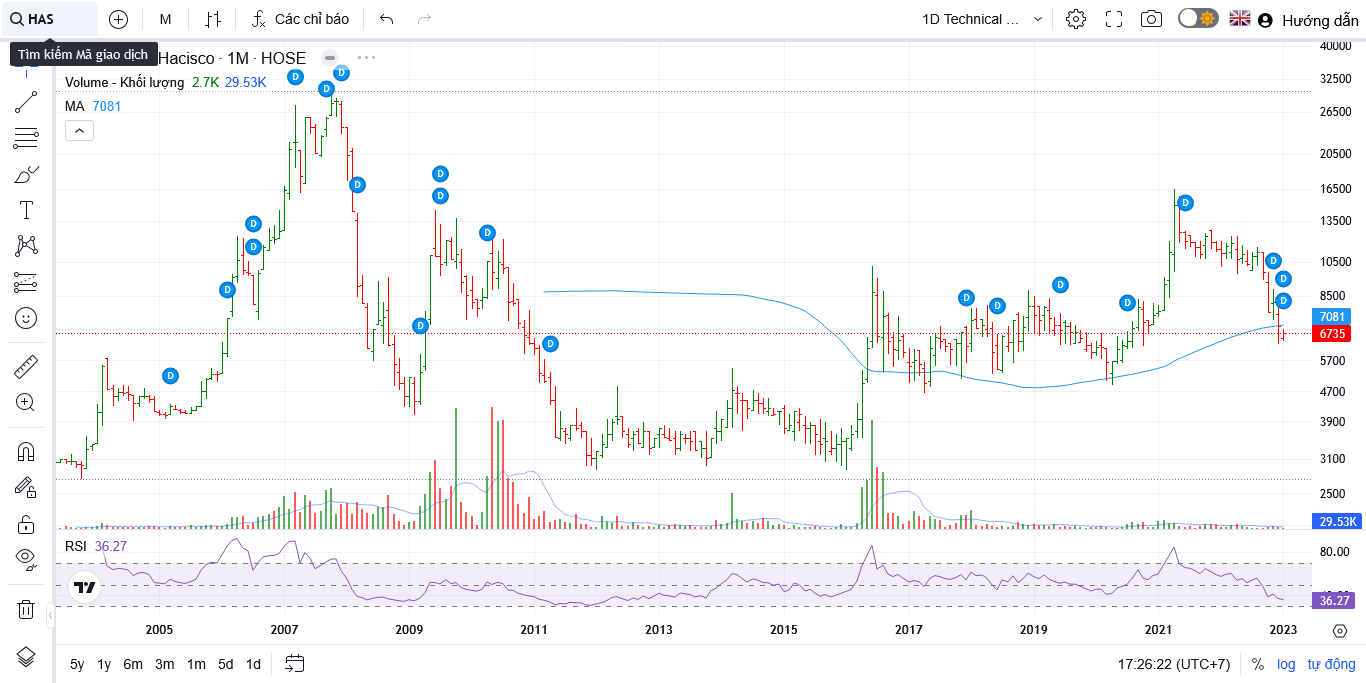 HAS
M
Các chỉ báo
1D Technical ...
Hướng dẫn
Tìm kiếm Mã giao dịch
Hacisco · 1M · HOSE
Volume - Khối lượng 2.7K 29.53K
MA 7081
D D D
D D D D D D D D D D D D D D D D D D D
40000
32500
26500
20500
16500
13500
10500
8500
7081
6735
5700
4700
3900
3100
2500
29.53K
RSI 36.27
80.00
36.27
2005 2007 2009 2011 2013 2015 2017 2019 2021 2023
5y 1y 6m 3m 1m 5d 1d
17:26:22 (UTC+7) % log tự động